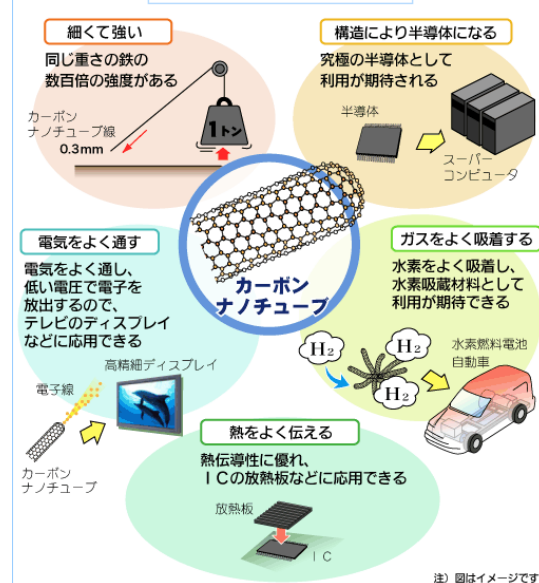 細くて強い
同じ重さの鉄の
数百倍の強度がある
カーボン
ナノチューブ線
0.3mm
1トン
構造により半導体になる
究極の半導体として
利用が期待される
半導体
スーパー
コンピュータ
カーボン
ナノチューブ
電気をよく通す
電気をよく通し、
低い電圧で電子を
放出するので、
テレビのディスプレイ
などに応用できる
高精細ディスプレイ
電子線
カーボン
ナノチューブ
ガスをよく吸着する
水素をよく吸着し、
水素吸蔵材料として
利用が期待できる
H2
H2
H2
水素燃料電池
自動車
熱をよく伝える
熱伝導性に優れ、
ＩＣの放熱板などに応用できる
放熱板
ＩＣ
注）図はイメージです